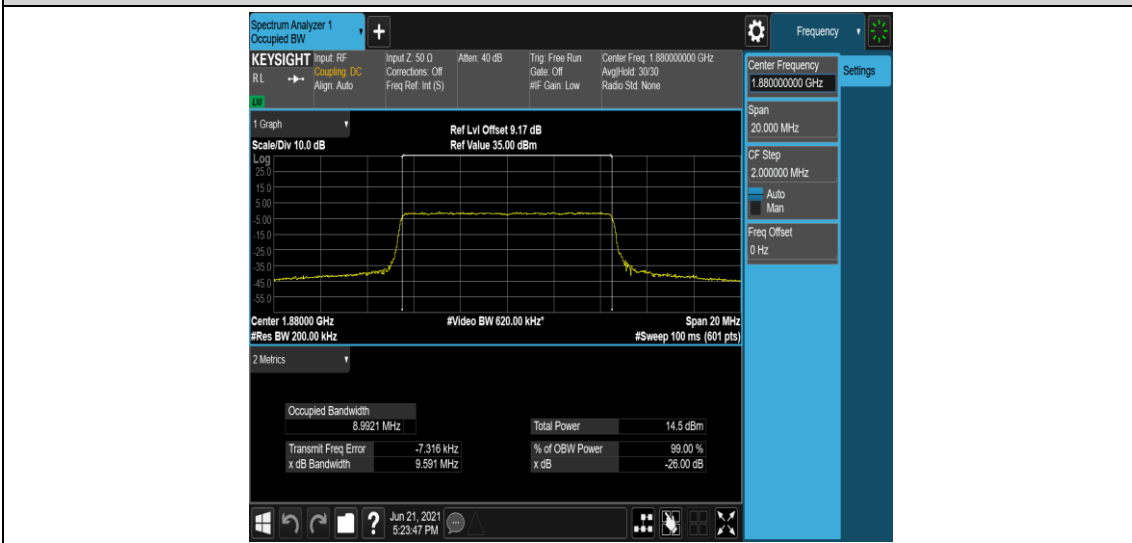 Spectrum Analyzer 1
Occupied BW
+
Frequency
KEYSIGHT
RL
LXI
Input: RF
Coupling: DC
Align: Auto
Input Z: 50 Ω
Corrections: Off
Freq Ref: Int (S)
Atten: 40 dB
Trig: Free Run
Gate: Off
#IF Gain: Low
Center Freq: 1.880000000 GHz
Avg|Hold: 30/30
Radio Std: None
Center Frequency
1.880000000 GHz
Settings
Span
20.000 MHz
CF Step
2.000000 MHz
Auto
Man
Freq Offset
0 Hz
1 Graph
Scale/Div 10.0 dB
Ref Lvl Offset 9.17 dB
Ref Value 35.00 dBm
Log
25.0
15.0
5.00
-5.00
-15.0
-25.0
-35.0
-45.0
-55.0
Center 1.88000 GHz
#Res BW 200.00 kHz
#Video BW 620.00 kHz*
Span 20 MHz
#Sweep 100 ms (601 pts)
2 Metrics
Occupied Bandwidth
8.9921 MHz
Total Power 14.5 dBm
Transmit Freq Error -7.316 kHz
% of OBW Power 99.00 %
x dB Bandwidth 9.591 MHz
x dB -26.00 dB
?
Jun 21, 2021
5:23:47 PM